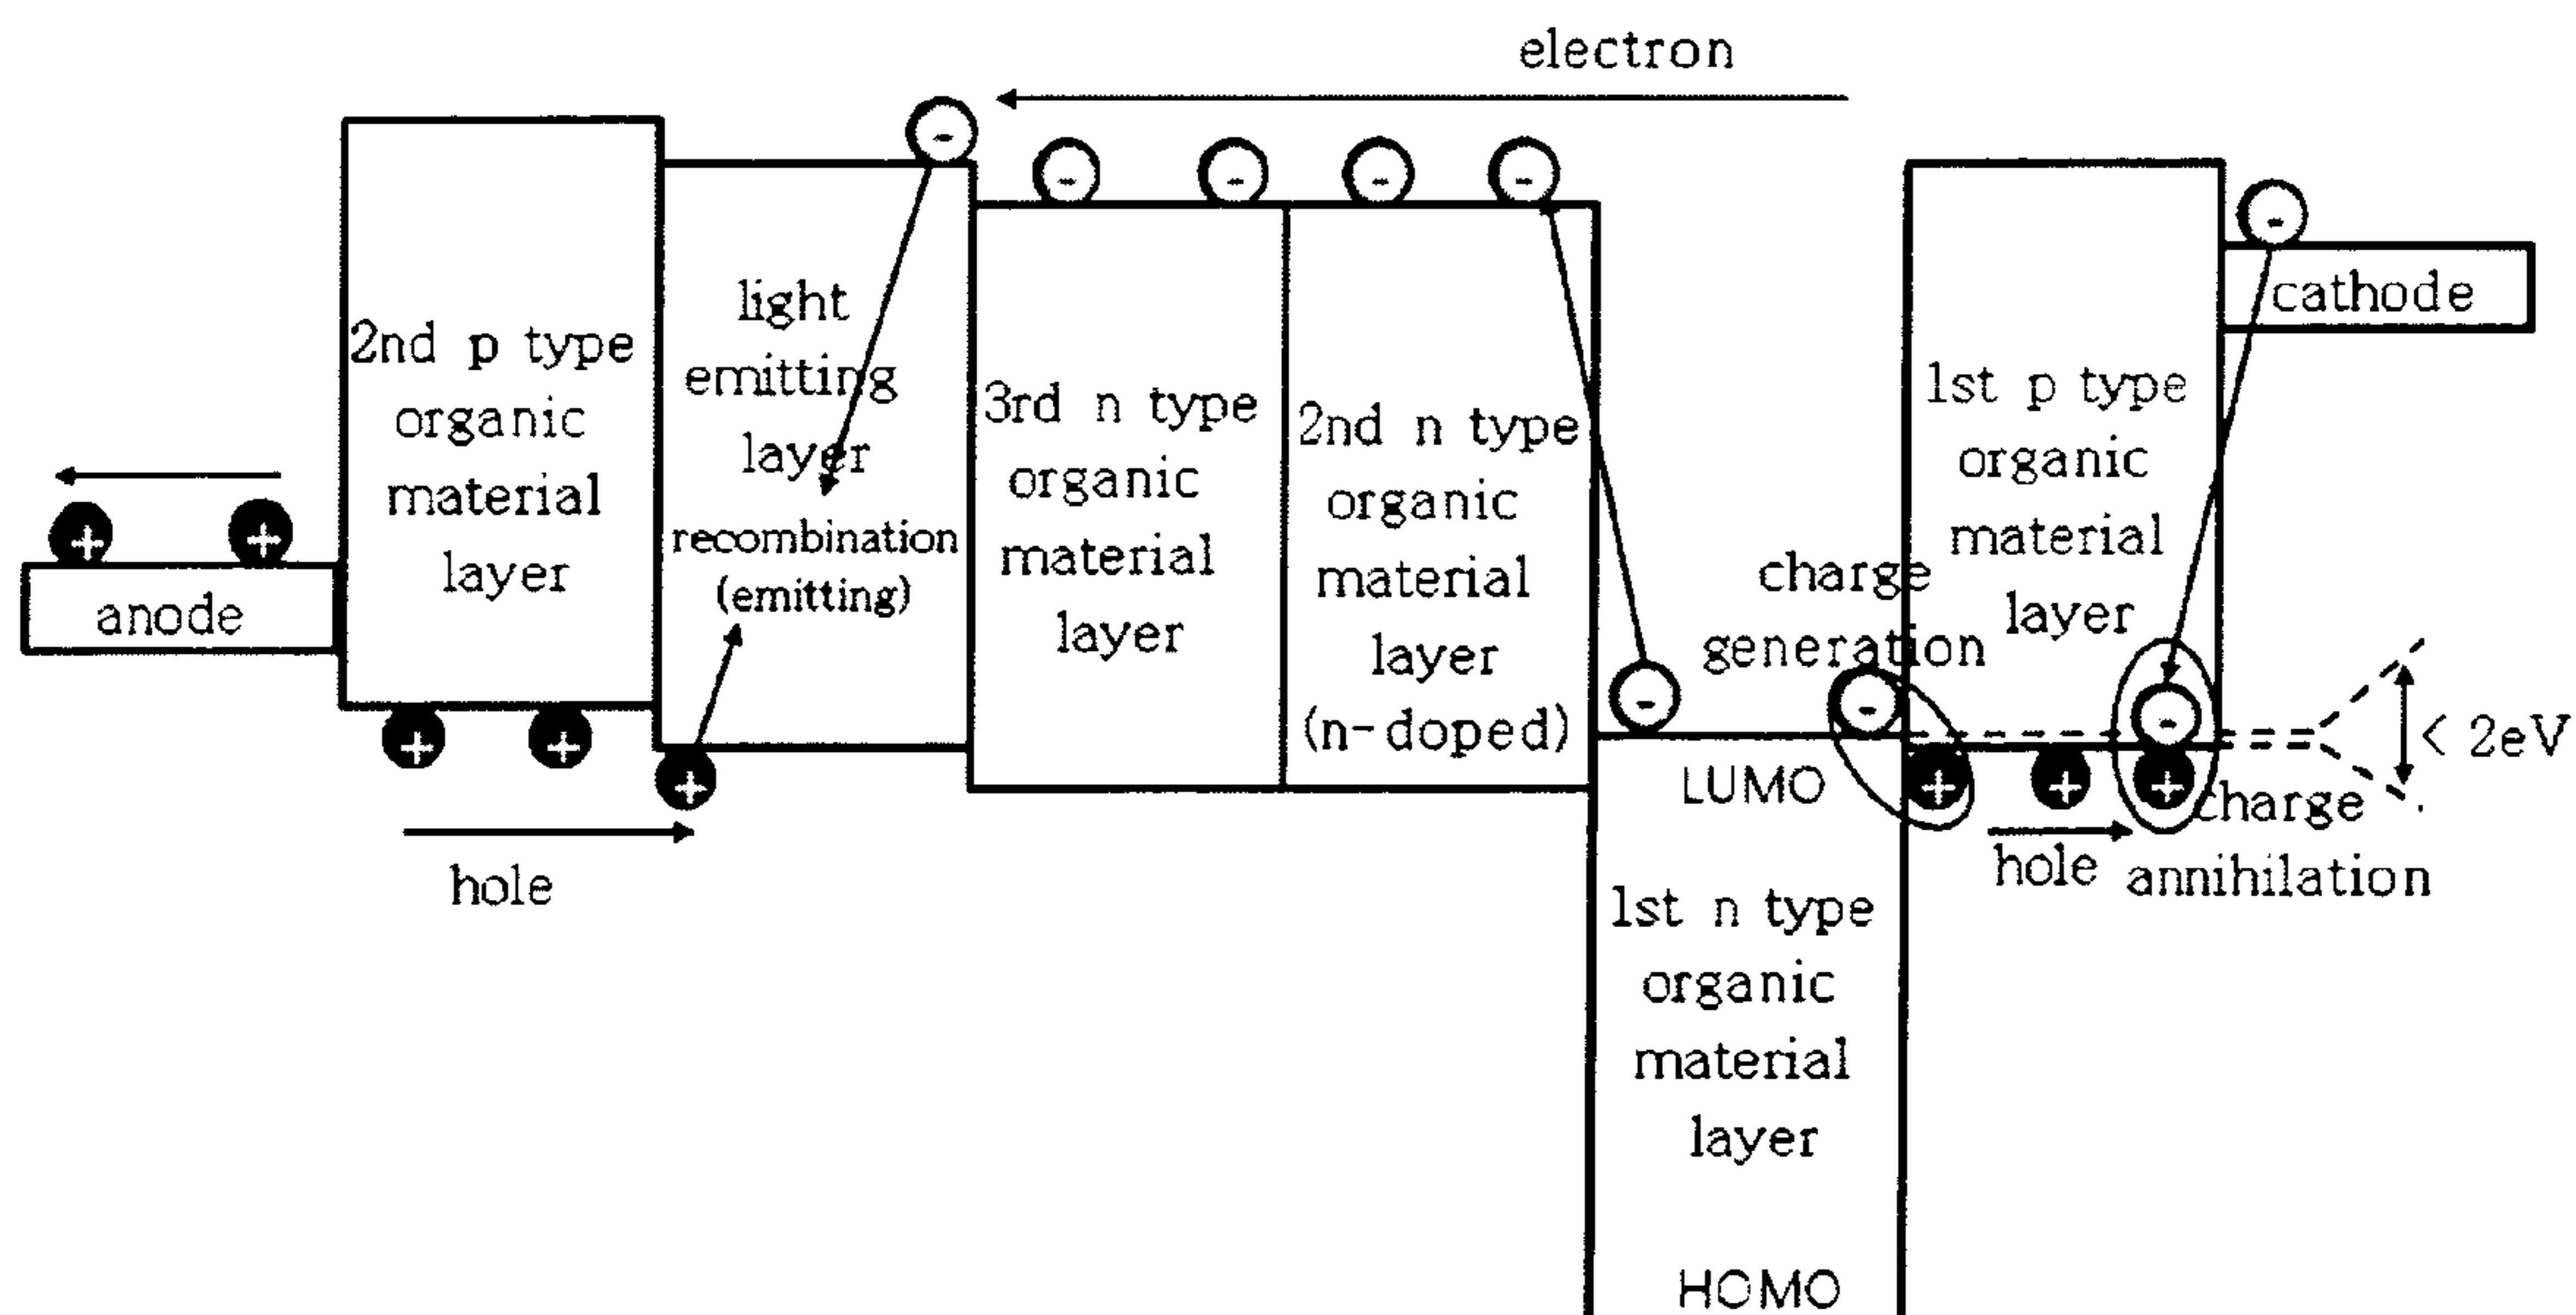 electron
2nd p type
organic
material
layer
anode
hole
light
emitting
layer
recombination
(emitting)
3rd n type
organic
material
layer
2nd n type
organic
material
layer
(n-doped)
charge
generation
LUMO
1st n type
organic
material
layer
HOMO
1st p type
organic
material
layer
cathode
< 2eV
hole
charge
annihilation